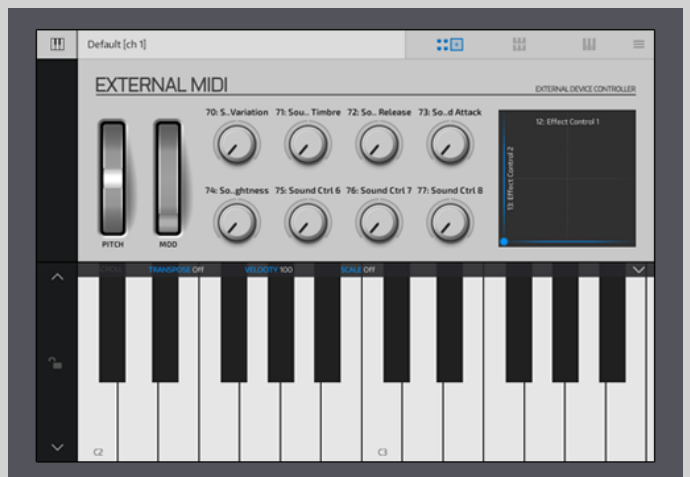 Default [ch 1]
EXTERNAL MIDI
EXTERNAL DEVICE CONTROLLER
70: S..Variation 71: Sou.. Timbre 72: So.. Release 73: So..d Attack
12: Effect Control 1
13: Effect Control 2
74: So..ghtness 75: Sound Ctrl 6 76: Sound Ctrl 7 77: Sound Ctrl 8
PITCH MOD
SCROLL TRANSPOSE Off VELOCITY 100 SCALE Off
C2 C3